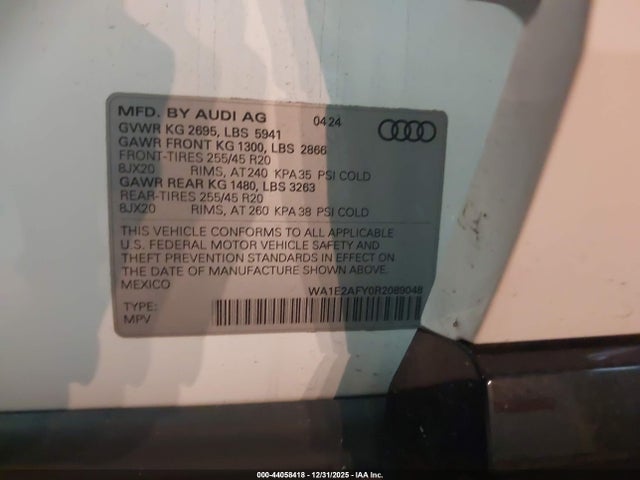 MFD. BY AUDI AG 04 24
GVWR KG 2695, LBS 5941
GAWR FRONT KG 1300, LBS 2866
FRONT-TIRES 255/45 R20
8JX20 RIMS, AT 240 KPA 35 PSI COLD
GAWR REAR KG 1480, LBS 3263
REAR-TIRES 255/45 R20
8JX20 RIMS, AT 260 KPA 38 PSI COLD
THIS VEHICLE CONFORMS TO ALL APPLICABLE
U.S. FEDERAL MOTOR VEHICLE SAFETY AND
THEFT PREVENTION STANDARDS IN EFFECT ON
THE DATE OF MANUFACTURE SHOWN ABOVE.
MEXICO WA1E2AFY0R2089048
TYPE:
MPV
000-44058418 - 12/31/2025 - IAA Inc.